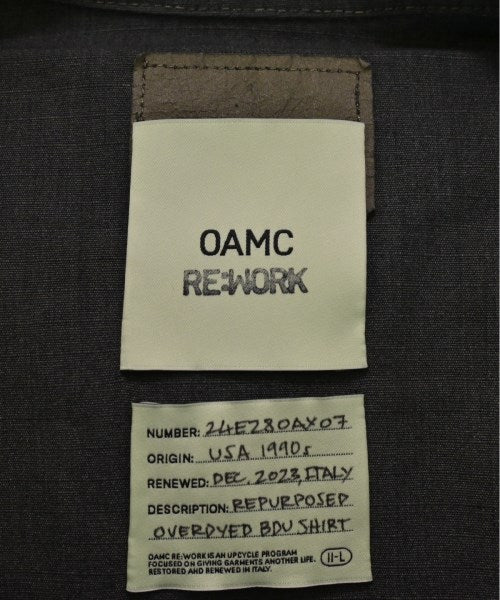 OAMC
RE:WORK
NUMBER: 24E280AX07
ORIGIN: USA 1990s
RENEWED: DEC, 2023, ITALY
DESCRIPTION: REPURPOSED
OVERDYED BDU SHIRT
OAMC RE:WORK IS AN UPCYCLE PROGRAM
FOCUSED ON GIVING GARMENTS ANOTHER LIFE.
RESTORED AND RENEWED IN ITALY.
II-L